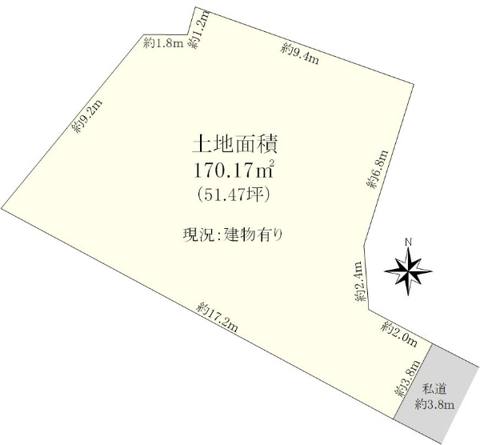 約1.2m
約1.8m
約9.4m
約9.2m
土地面積
170.17㎡
(51.47坪)
約6.8m
現況:建物有り
N
約2.4m
約17.2m
約2.0m
約3.8m
私道
約3.8m